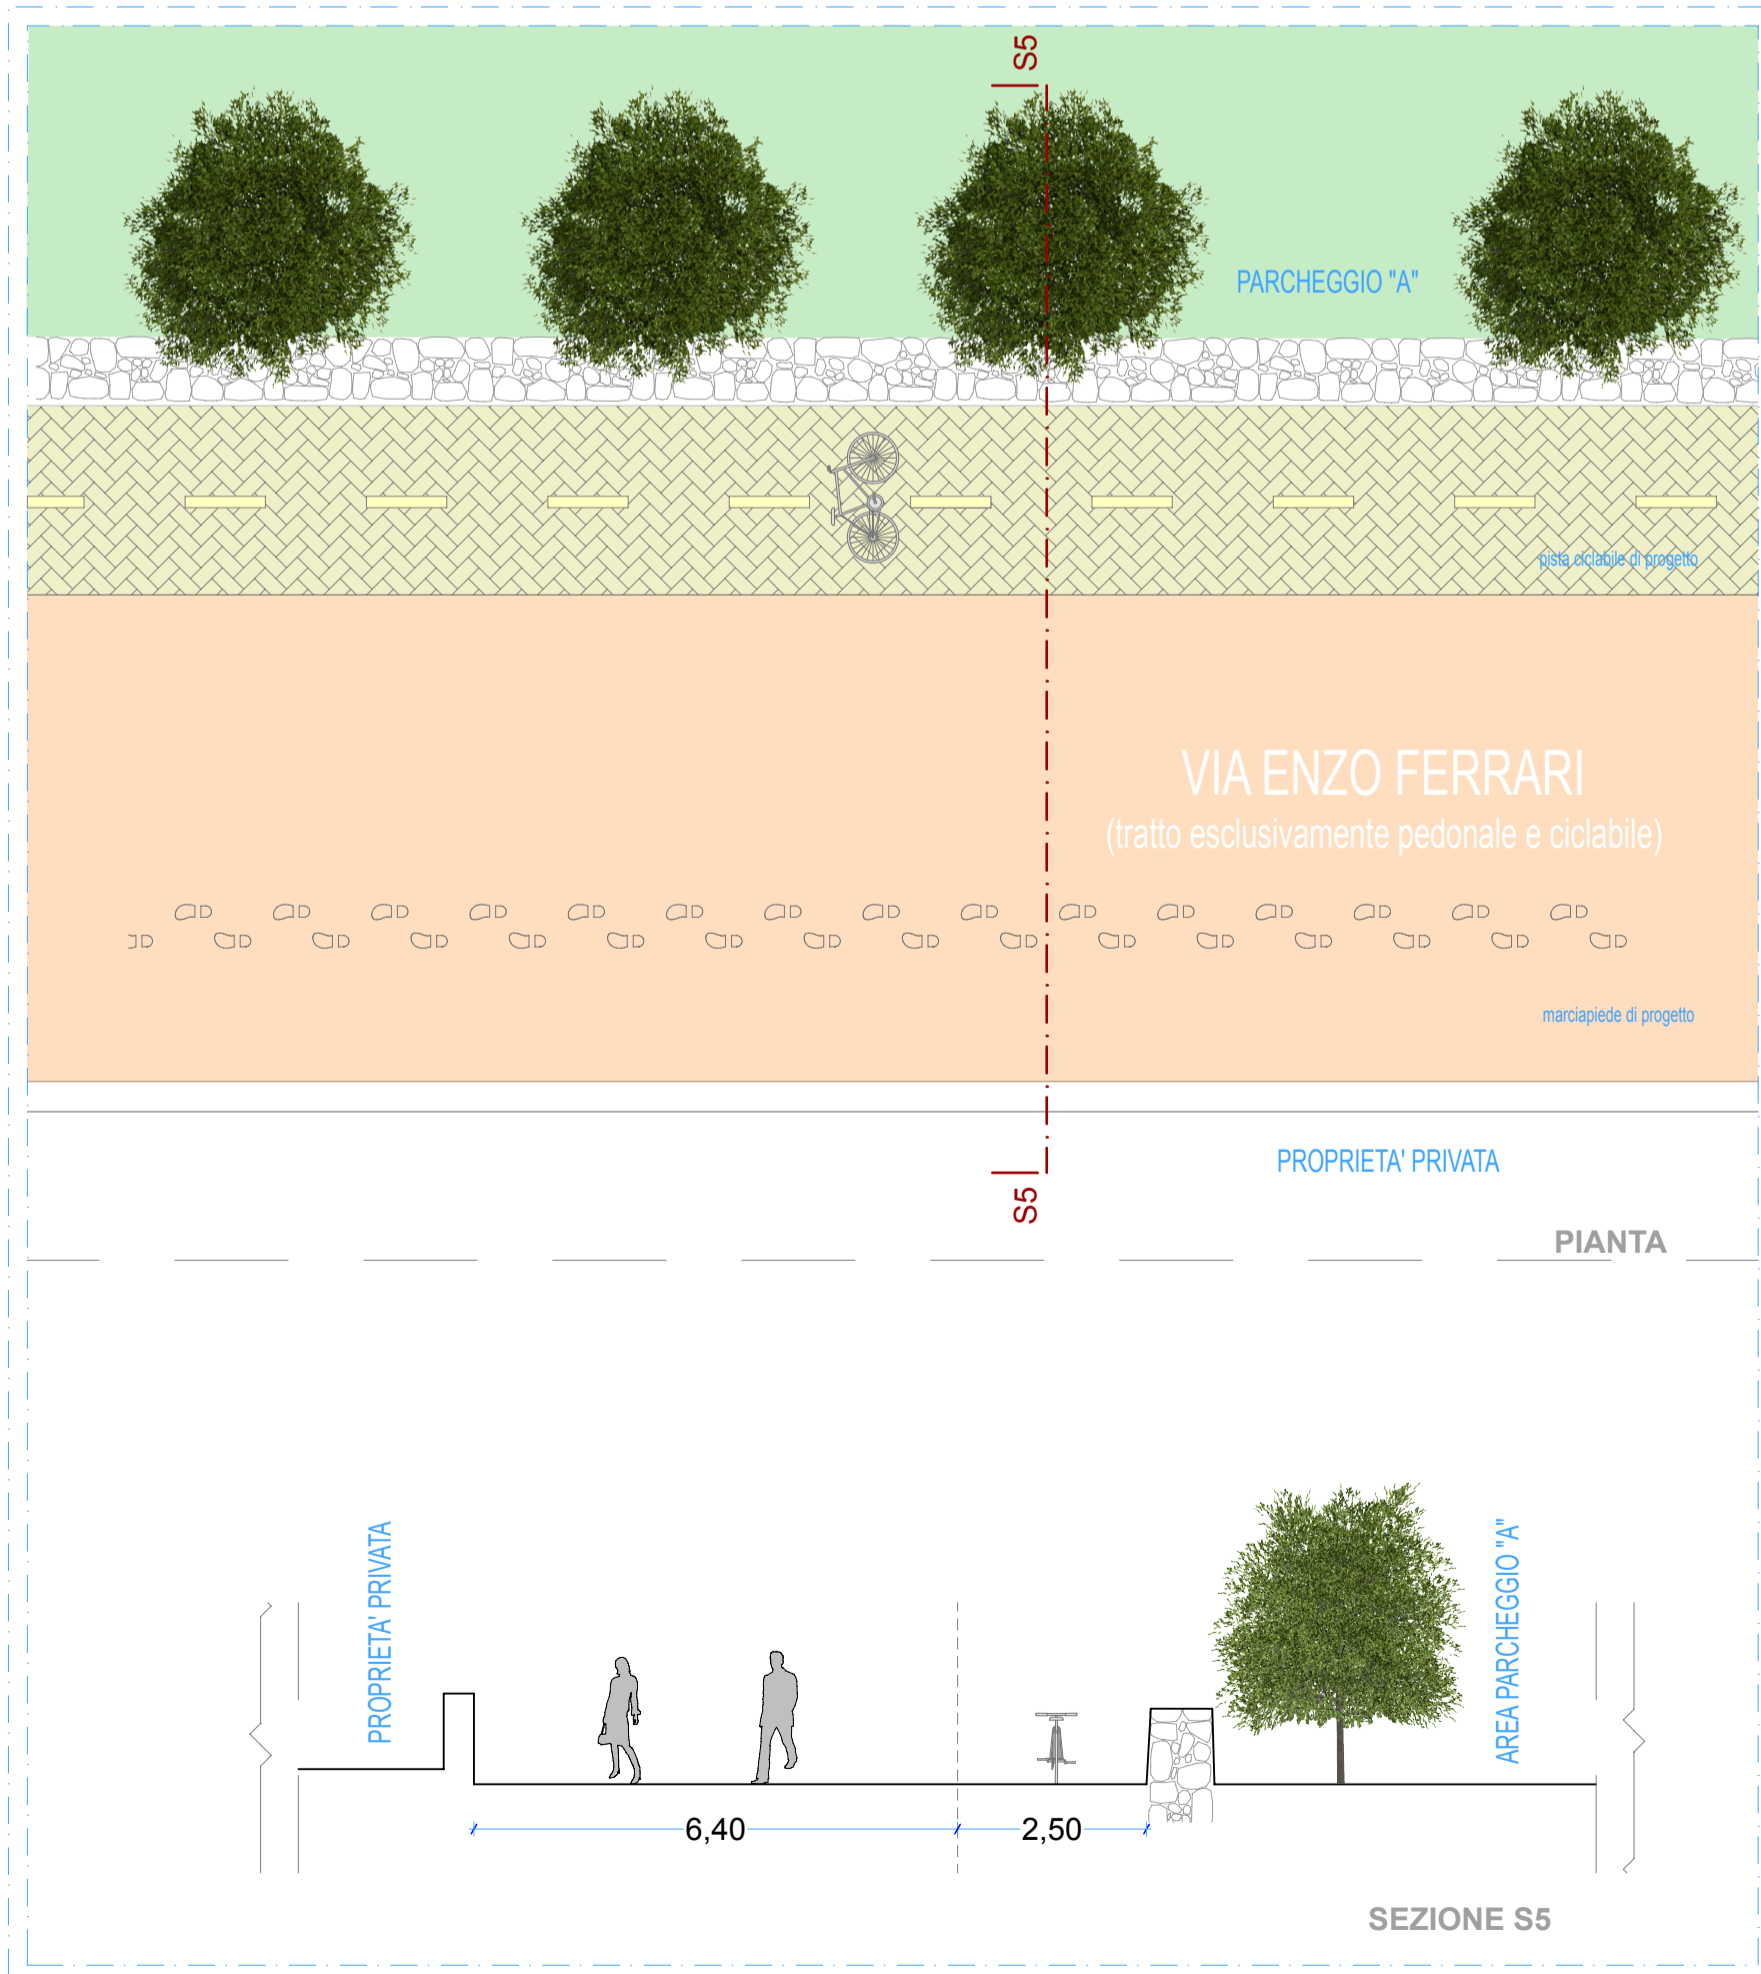 S5
PARCHEGGIO "A"
pista ciclabile di progetto
VIA ENZO FERRARI
(tratto esclusivamente pedonale e ciclabile)
marciapiede di progetto
PROPRIETA' PRIVATA
S5
PIANTA
PROPRIETA' PRIVATA
AREA PARCHEGGIO "A"
6,40
2,50
SEZIONE S5